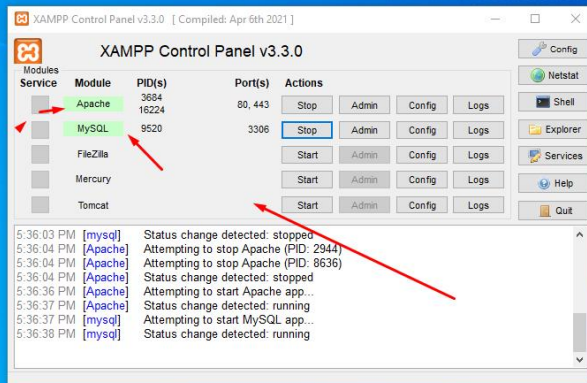 XAMPP Control Panel v3.3.0 [ Compiled: Apr 6th 2021 ]
XAMPP Control Panel v3.3.0
Config
Modules
Service Module PID(s) Port(s) Actions
Netstat
Apache 3684 16224 80, 443 Stop Admin Config Logs
Shell
MySQL 9520 3306 Stop Admin Config Logs
Explorer
FileZilla Start Admin Config Logs
Services
Mercury Start Admin Config Logs
Help
Tomcat Start Admin Config Logs
Quit
5:36:03 PM [mysql] Status change detected: stopped
5:36:04 PM [Apache] Attempting to stop Apache (PID: 2944)
5:36:04 PM [Apache] Attempting to stop Apache (PID: 8636)
5:36:04 PM [Apache] Status change detected: stopped
5:36:36 PM [Apache] Attempting to start Apache app...
5:36:37 PM [Apache] Status change detected: running
5:36:37 PM [mysql] Attempting to start MySQL app...
5:36:38 PM [mysql] Status change detected: running